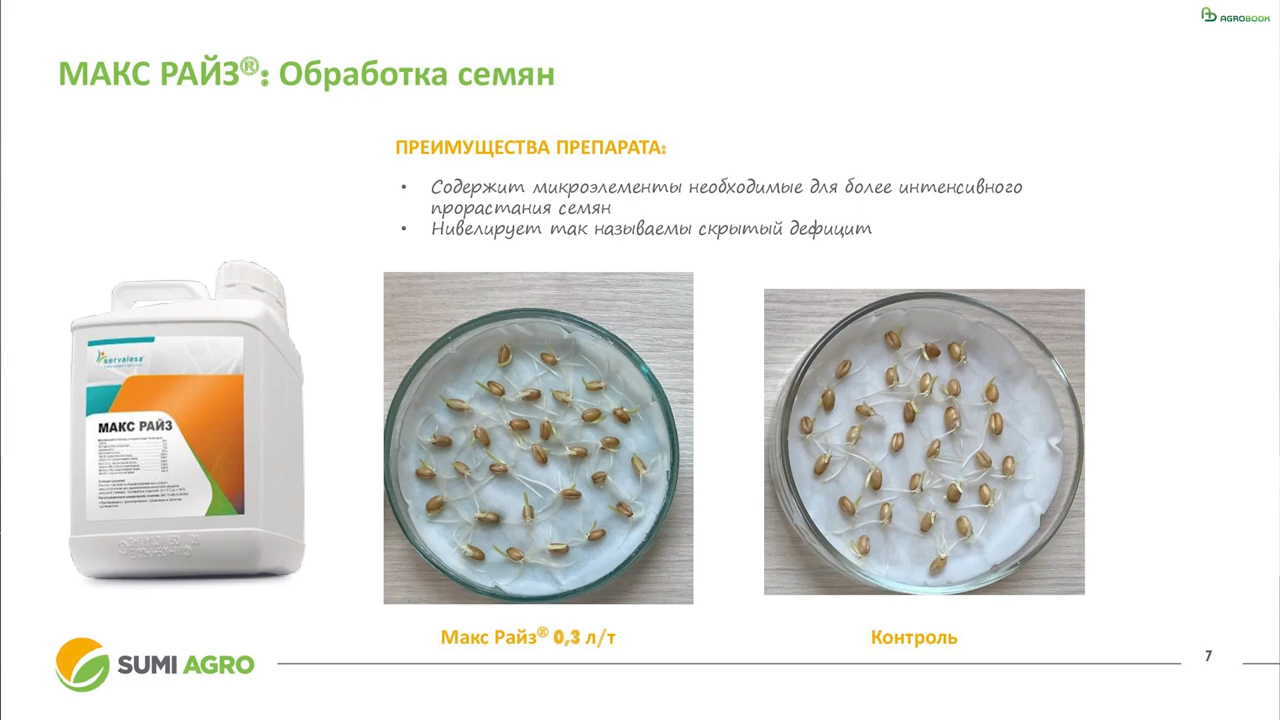 AGROBOOK
МАКС РАЙЗ®: Обработка семян
ПРЕИМУЩЕСТВА ПРЕПАРАТА:
• Содержит микроэлементы необходимые для более интенсивного
прорастания семян
• Нивелирует так называемы скрытый дефицит
servalesa
МАКС РАЙЗ
Макс Райз® 0,3 л/т
Контроль
SUMI AGRO
7